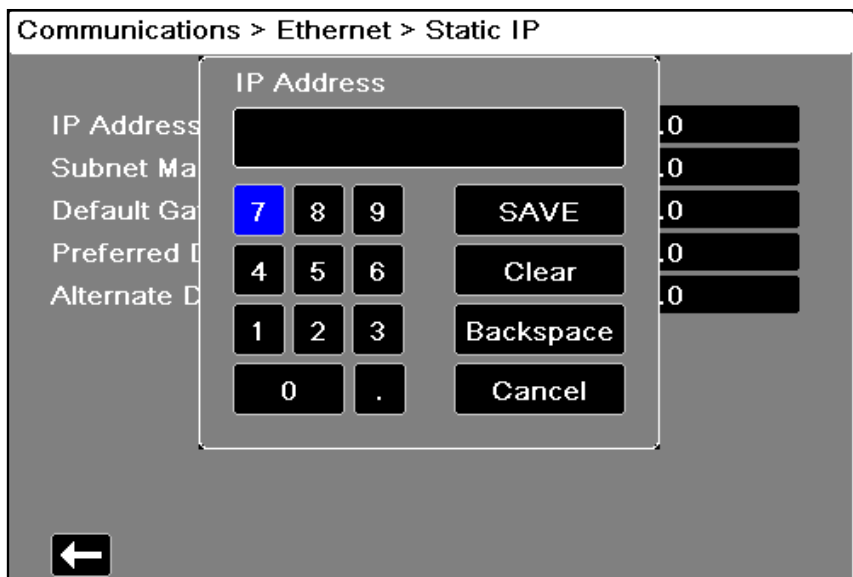 Communications > Ethernet > Static IP
IP Address
IP Address .0
Subnet Ma .0
Default Ga .0
Preferred .0
Alternate .0
7 8 9 SAVE
4 5 6 Clear
1 2 3 Backspace
0 . Cancel